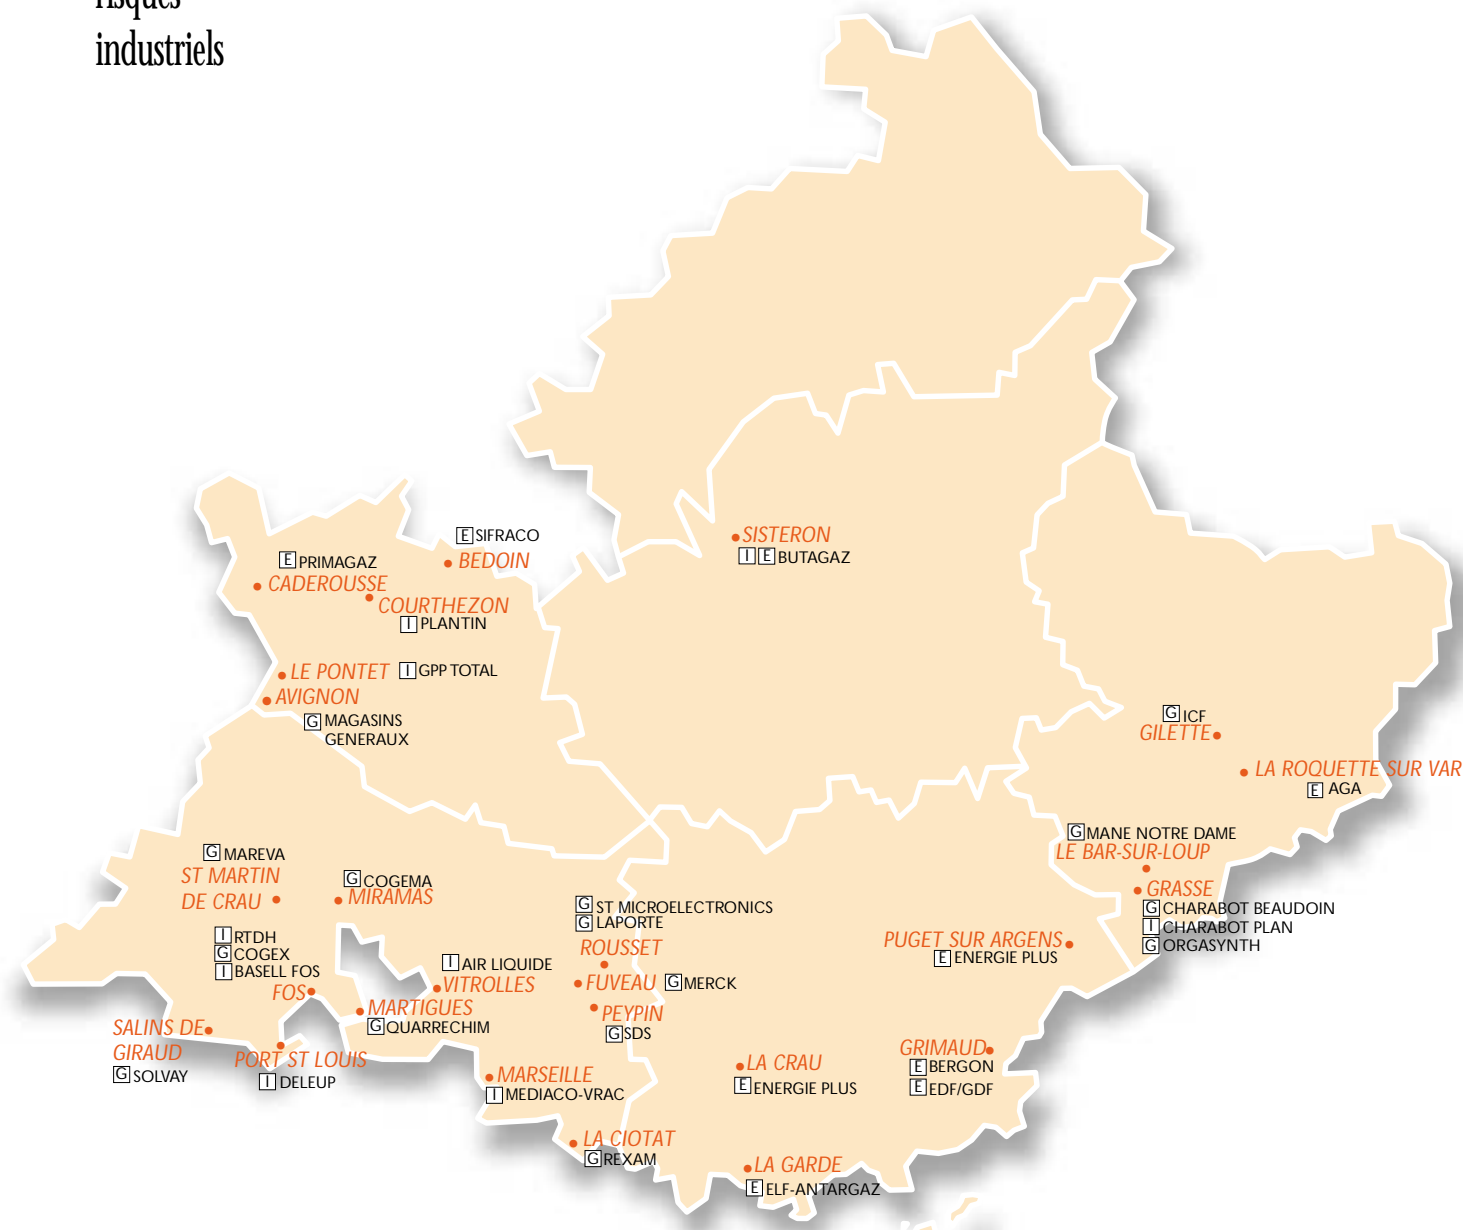 risques
industriels
E SIFRACO
BEDOIN
E PRIMAGAZ
CADEROUSSE
COURTHEZON
I PLANTIN
LE PONTET
I GPP TOTAL
AVIGNON
G MAGASINS
GENERAUX
SISTERON
I E BUTAGAZ
G ICF
GILETTE
LA ROQUETTE SUR VAR
E AGA
G MANE NOTRE DAME
LE BAR-SUR-LOUP
GRASSE
G CHARABOT BEAUDOIN
I CHARABOT PLAN
G ORGASYNTH
G MAREVA
ST MARTIN
DE CRAU
G COGEMA
MIRAMAS
I RTDH
G COGEX
I BASELL FOS
FOS
I AIR LIQUIDE
VITROLLES
MARTIGUES
G QUARRECHIM
SALINS DE
GIRAUD
G SOLVAY
PORT ST LOUIS
I DELEUP
G ST MICROELECTRONICS
G LAPORTE
ROUSSET
FUVEAU
G MERCK
PEYPIN
G SDS
MARSEILLE
I MEDIACO-VRAC
LA CIOTAT
G REXAM
PUGET SUR ARGENS
E ENERGIE PLUS
LA CRAU
E ENERGIE PLUS
GRIMAUD
E BERGON
E EDF/GDF
LA GARDE
E ELF-ANTARGAZ